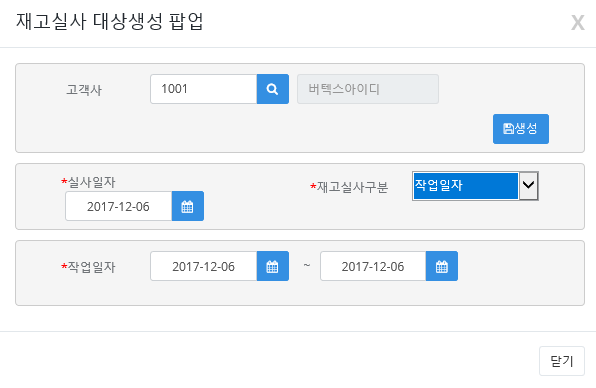 재고실사 대상생성 팝업 X
고객사 1001 버텍스아이디
생성
*실사일자
2017-12-06
*재고실사구분 작업일자
*작업일자 2017-12-06 ~ 2017-12-06
닫기